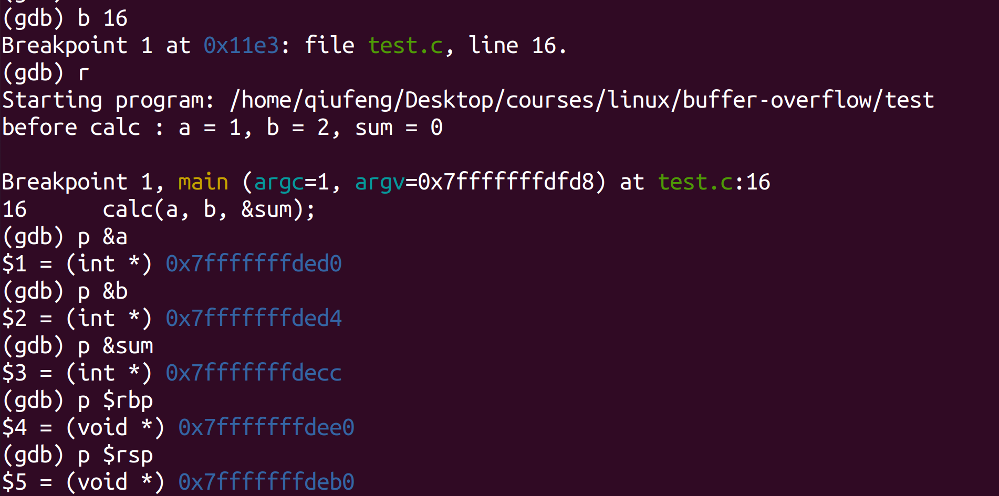 (gdb) b 16
Breakpoint 1 at 0x11e3: file test.c, line 16.
(gdb) r
Starting program: /home/qiufeng/Desktop/courses/linux/buffer-overflow/test
before calc : a = 1, b = 2, sum = 0

Breakpoint 1, main (argc=1, argv=0x7fffffffdfd8) at test.c:16
16      calc(a, b, &sum);
(gdb) p &a
$1 = (int *) 0x7fffffffded0
(gdb) p &b
$2 = (int *) 0x7fffffffded4
(gdb) p &sum
$3 = (int *) 0x7fffffffdecc
(gdb) p $rbp
$4 = (void *) 0x7fffffffdee0
(gdb) p $rsp
$5 = (void *) 0x7fffffffdeb0